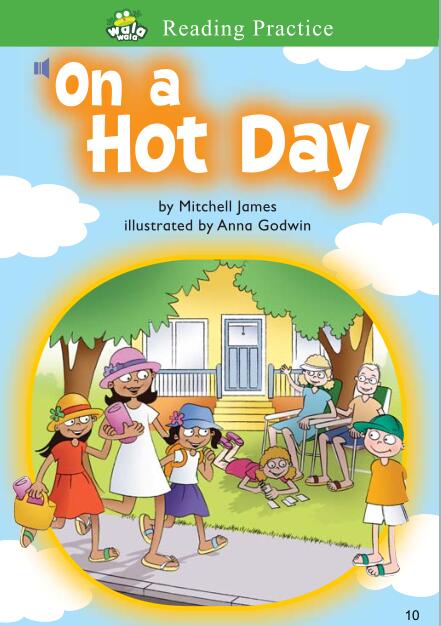 wala
wala
Reading Practice
On a
Hot Day
by Mitchell James
illustrated by Anna Godwin
10